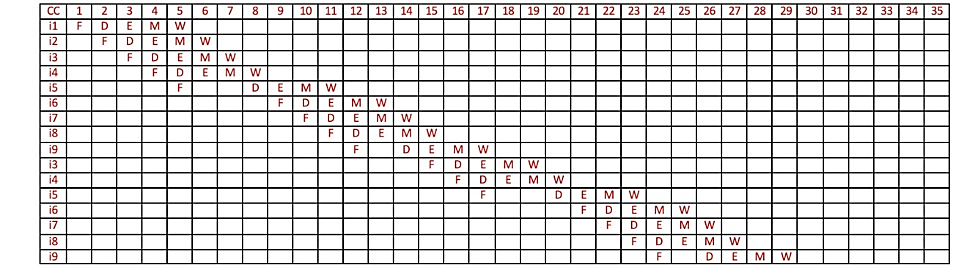 CC 1 2 3 4 5 6 7 8 9 10 11 12 13 14 15 16 17 18 19 20 21 22 23 24 25 26 27 28 29 30 31 32 33 34 35
i1 F D E M W
i2 F D E M W
i3 F D E M W
i4 F D E M W
i5 F D E M W
i6 F D E M W
i7 F D E M W
i8 F D E M W
i9 F D E M W
i3 F D E M W
i4 F D E M W
i5 F D E M W
i6 F D E M W
i7 F D E M W
i8 F D E M W
i9 F D E M W